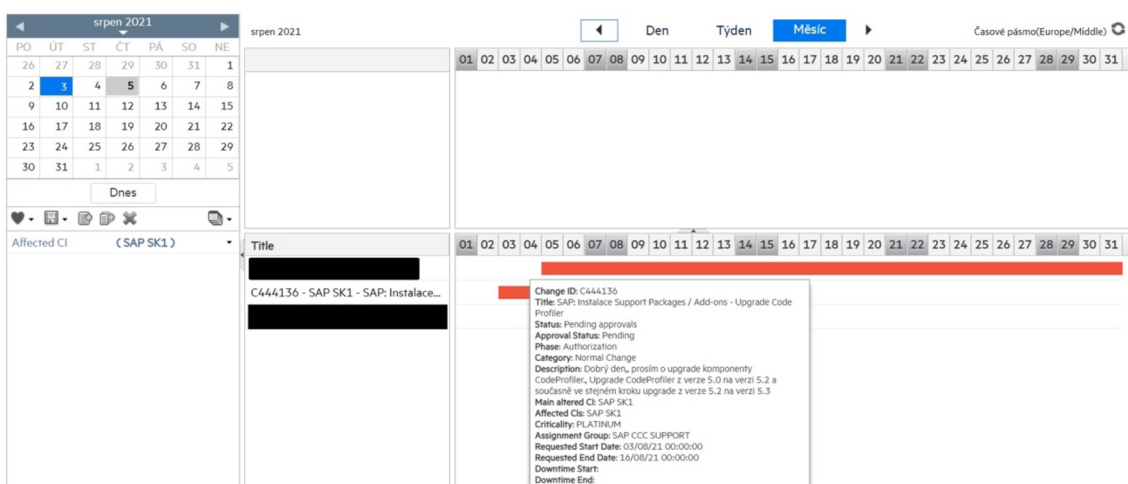 srpen 2021
PO ÚT ST ČT PÁ SO NE
26 27 28 29 30 31 1
2 3 4 5 6 7 8
9 10 11 12 13 14 15
16 17 18 19 20 21 22
23 24 25 26 27 28 29
30 31 1 2 3 4 5
Dnes
Affected CI (SAP SK1)
srpen 2021
Den Týden Měsíc
Časové pásmo(Europe/Middle)
01 02 03 04 05 06 07 08 09 10 11 12 13 14 15 16 17 18 19 20 21 22 23 24 25 26 27 28 29 30 31
Title
01 02 03 04 05 06 07 08 09 10 11 12 13 14 15 16 17 18 19 20 21 22 23 24 25 26 27 28 29 30 31
C444136 - SAP SK1 - SAP: Instalace...
Change ID: C444136
Title: SAP: Instalace Support Packages / Add-ons - Upgrade Code
Profiler
Status: Pending approvals
Approval Status: Pending
Phase: Authorization
Category: Normal Change
Description: Dobrý den,, prosím o upgrade komponenty
CodeProfiler,, Upgrade CodeProfiler z verze 5.0 na verzi 5.2 a
současně ve stejném kroku upgrade z verze 5.2 na verzi 5.3
Main altered CI: SAP SK1
Affected CIs: SAP SK1
Criticality: PLATINUM
Assignment Group: SAP CCC SUPPORT
Requested Start Date: 03/08/21 00:00:00
Requested End Date: 16/08/21 00:00:00
Downtime Start:
Downtime End: